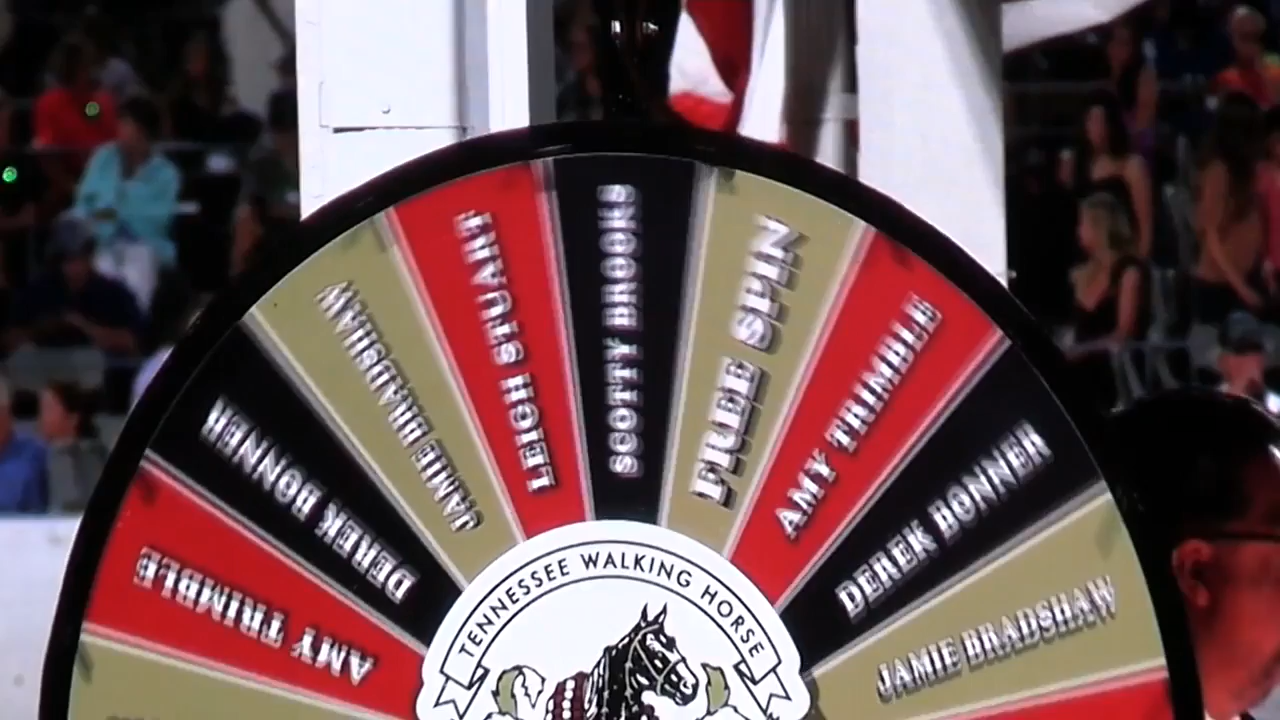 AMY TRIMBLE
DEREK BONNER
JAMIE BRADSHAW
LEIGH STUART
SCOTTY BROOKS
FREE SPIN
AMY TRIMBLE
DEREK BONNER
JAMIE BRADSHAW
TENNESSEE WALKING HORSE